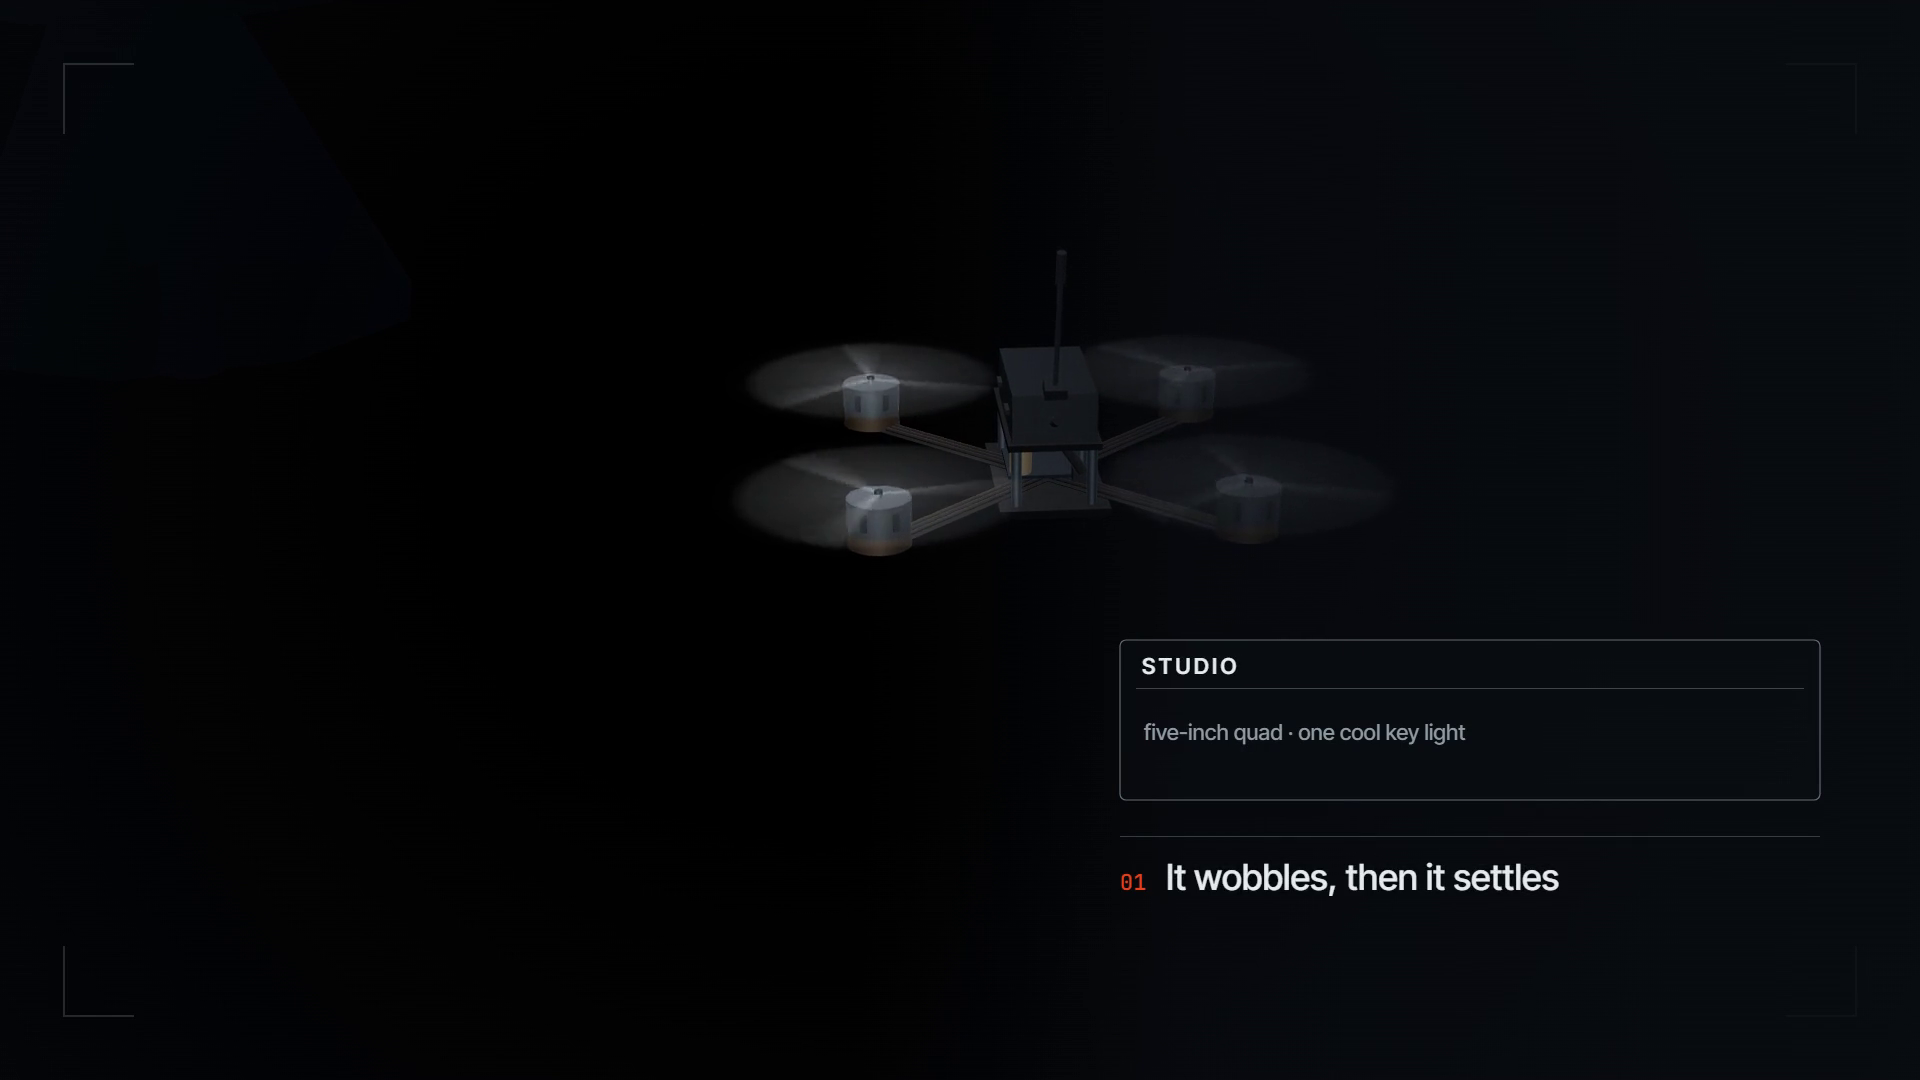 STUDIO
five-inch quad · one cool key light
01 It wobbles, then it settles